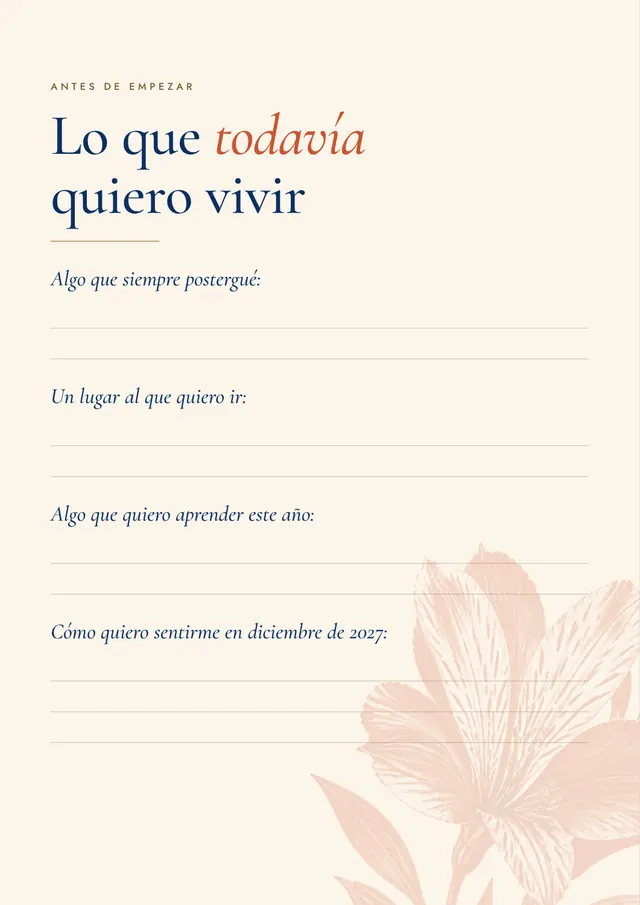 ANTES DE EMPEZAR
Lo que todavía
quiero vivir
Algo que siempre postergué:
Un lugar al que quiero ir:
Algo que quiero aprender este año:
Cómo quiero sentirme en diciembre de 2027: